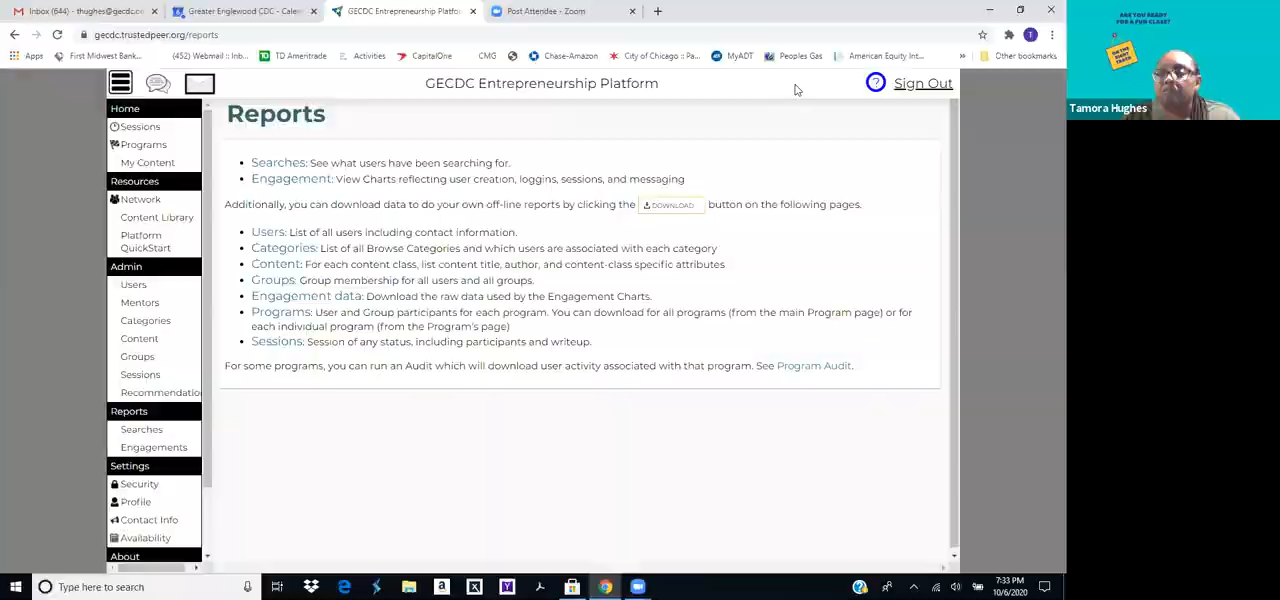 Inbox (644) - thughes@gecdc.co
Greater Englewood CDC - Calen
GECDC Entrepreneurship Platfo
Post Attendee - Zoom
gecdc.trustedpeer.org/reports
Apps
First Midwest Bank...
(452) Webmail :: Inb...
TD Ameritrade
Activities
CapitalOne
CMG
Chase-Amazon
City of Chicago :: Pa...
MyADT
Peoples Gas
American Equity Int...
Other bookmarks
GECDC Entrepreneurship Platform
Sign Out
ARE YOU READY
FOR A FUN CLASS?
Tamora Hughes
Home
Sessions
Programs
My Content
Resources
Network
Content Library
Platform
QuickStart
Admin
Users
Mentors
Categories
Content
Groups
Sessions
Recommendatio
Reports
Searches
Engagements
Settings
Security
Profile
Contact Info
Availability
About
Reports
Searches: See what users have been searching for.
Engagement: View Charts reflecting user creation, loggins, sessions, and messaging
Additionally, you can download data to do your own off-line reports by clicking the DOWNLOAD button on the following pages.
Users: List of all users including contact information.
Categories: List of all Browse Categories and which users are associated with each category
Content: For each content class, list content title, author, and content-class specific attributes
Groups: Group membership for all users and all groups.
Engagement data: Download the raw data used by the Engagement Charts.
Programs: User and Group participants for each program. You can download for all programs (from the main Program page) or for
each individual program (from the Program's page)
Sessions: Session of any status, including participants and writeup.
For some programs, you can run an Audit which will download user activity associated with that program. See Program Audit.
Type here to search
7:33 PM
10/6/2020